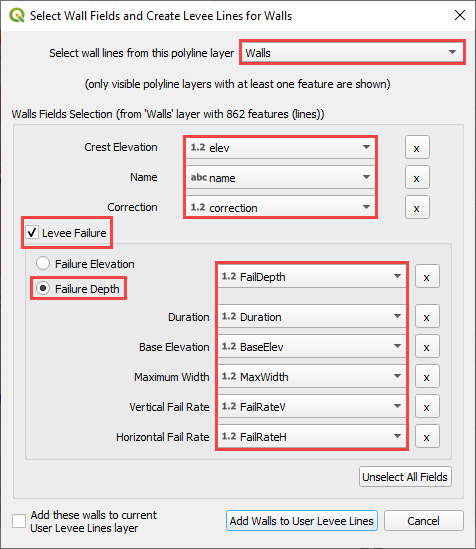 Select Wall Fields and Create Levee Lines for Walls
Select wall lines from this polyline layer Walls
(only visible polyline layers with at least one feature are shown)
Walls Fields Selection (from 'Walls' layer with 862 features (lines))
Crest Elevation 1.2 elev x
Name abc name x
Correction 1.2 correction x
Levee Failure
Failure Elevation
1.2 FailDepth x
Failure Depth
Duration 1.2 Duration x
Base Elevation 1.2 BaseElev x
Maximum Width 1.2 MaxWidth x
Vertical Fail Rate 1.2 FailRateV x
Horizontal Fail Rate 1.2 FailRateH x
Unselect All Fields
Add these walls to current
User Levee Lines layer
Add Walls to User Levee Lines Cancel